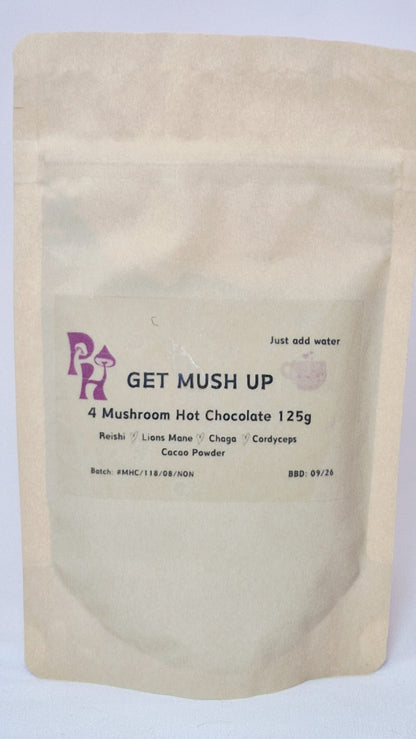 Just add water
PH
GET MUSH UP
4 Mushroom Hot Chocolate 125g
Reishi Lions Mane Chaga Cordyceps
Cacao Powder
Batch: #MHC/118/08/NON BBD: 09/26